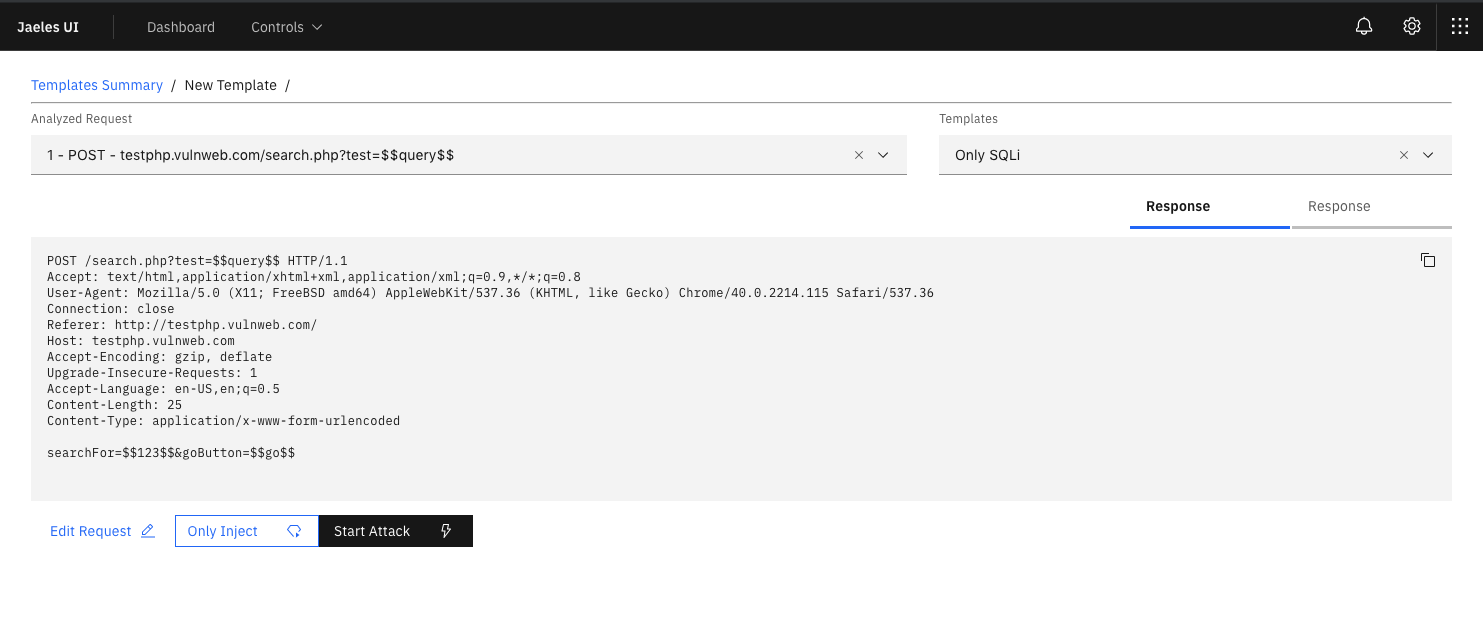 Jaeles UI Dashboard Controls
Templates Summary / New Template /
Analyzed Request Templates
1 - POST - testphp.vulnweb.com/search.php?test=$$query$$ Only SQLi
Response Response
POST /search.php?test=$$query$$ HTTP/1.1
Accept: text/html,application/xhtml+xml,application/xml;q=0.9,*/*;q=0.8
User-Agent: Mozilla/5.0 (X11; FreeBSD amd64) AppleWebKit/537.36 (KHTML, like Gecko) Chrome/40.0.2214.115 Safari/537.36
Connection: close
Referer: http://testphp.vulnweb.com/
Host: testphp.vulnweb.com
Accept-Encoding: gzip, deflate
Upgrade-Insecure-Requests: 1
Accept-Language: en-US,en;q=0.5
Content-Length: 25
Content-Type: application/x-www-form-urlencoded
searchFor=$$123$$&goButton=$$go$$
Edit Request Only Inject Start Attack